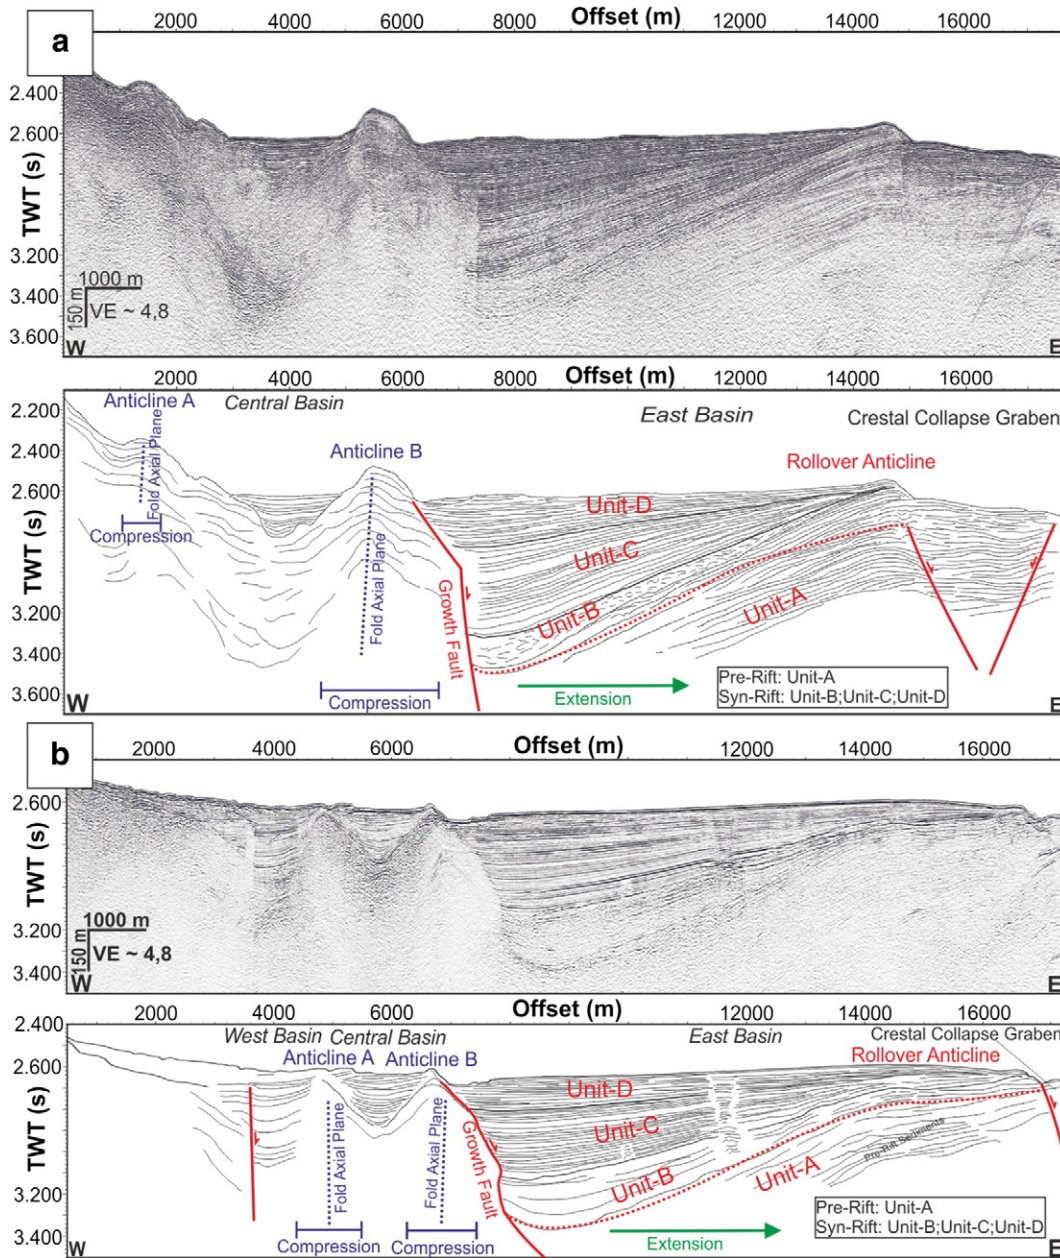 a
Offset (m)
2000 4000 6000 8000 10000 12000 14000 16000
TWT (s)
2.400
2.600
3.200
3.400
3.600
1000 m
150 m
VE ~ 4,8
W
E
Offset (m)
2000 4000 6000 8000 10000 12000 14000 16000
Anticline A
Central Basin
East Basin
Crestal Collapse Graben
Anticline B
Rollover Anticline
TWT (s)
2.200
2.400
2.600
3.200
3.400
3.600
Fold Axial Plane
Compression
Fold Axial Plane
Compression
Growth Fault
Unit-D
Unit-C
Unit-B
Unit-A
Extension
Pre-Rift: Unit-A
Syn-Rift: Unit-B;Unit-C;Unit-D
W
E
b
Offset (m)
2000 4000 6000 12000 14000 16000
TWT (s)
2.600
3.200
3.400
1000 m
150 m
VE ~ 4,8
W
E
Offset (m)
2000 4000 6000 12000 14000 16000
West Basin
Central Basin
East Basin
Crestal Collapse Graben
Anticline A
Anticline B
Rollover Anticline
TWT (s)
2.400
2.600
3.200
3.400
Fold Axial Plane
Compression
Fold Axial Plane
Compression
Growth Fault
Unit-D
Unit-C
Unit-B
Unit-A
Pre-Rift Sediments
Extension
Pre-Rift: Unit-A
Syn-Rift: Unit-B;Unit-C;Unit-D
W
E